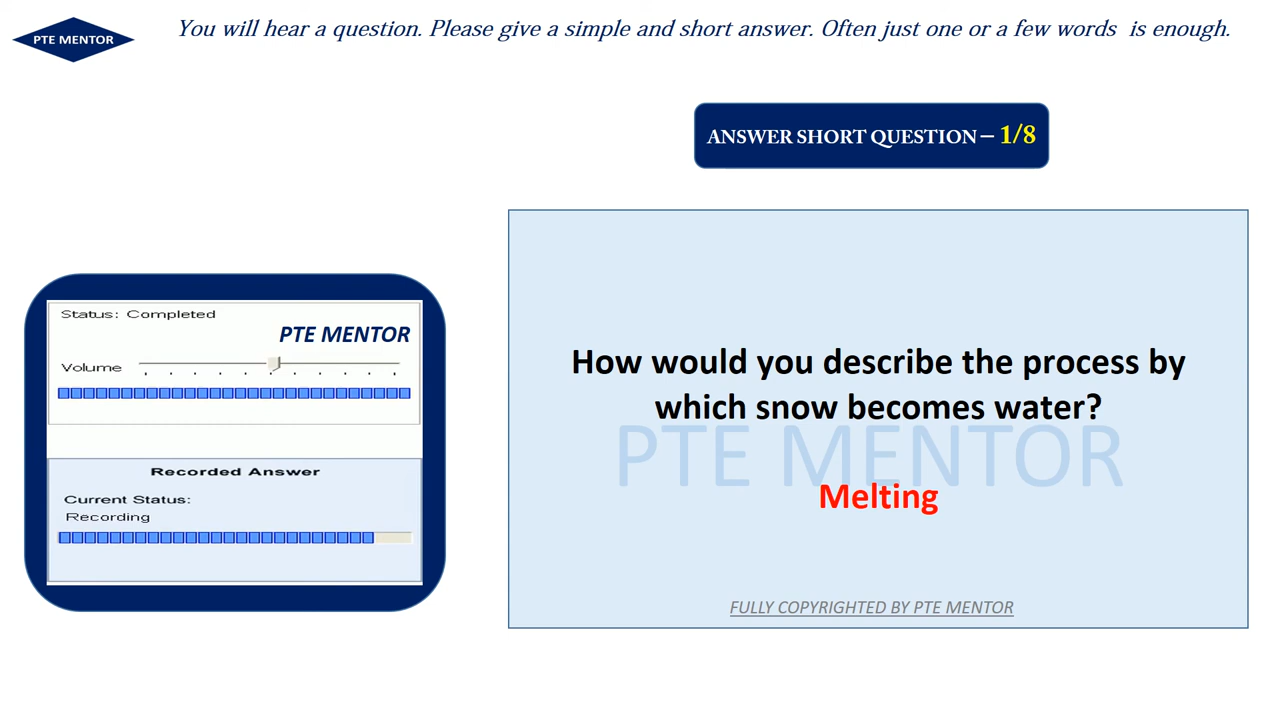 PTE MENTOR
You will hear a question. Please give a simple and short answer. Often just one or a few words is enough.
ANSWER SHORT QUESTION – 1/8
Status: Completed
PTE MENTOR
Volume
Recorded Answer
Current Status:
Recording
How would you describe the process by
which snow becomes water?
PTE MENTOR
Melting
FULLY COPYRIGHTED BY PTE MENTOR